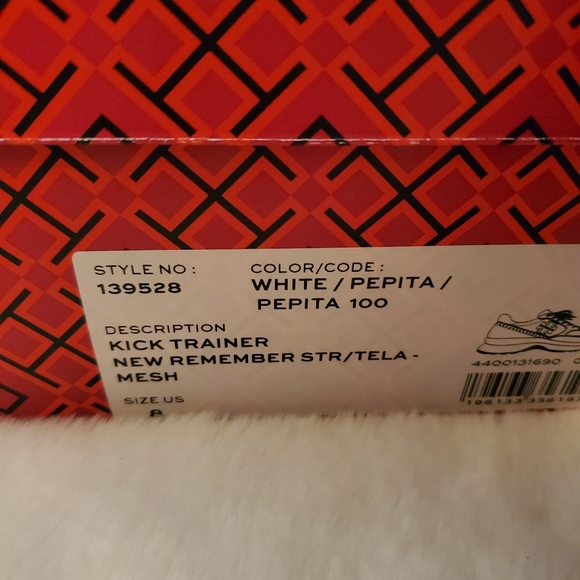 STYLE NO :
139528
COLOR/CODE :
WHITE / PEPITA /
PEPITA 100
DESCRIPTION
KICK TRAINER
NEW REMEMBER STR/TELA -
MESH
SIZE US
8
4400131690